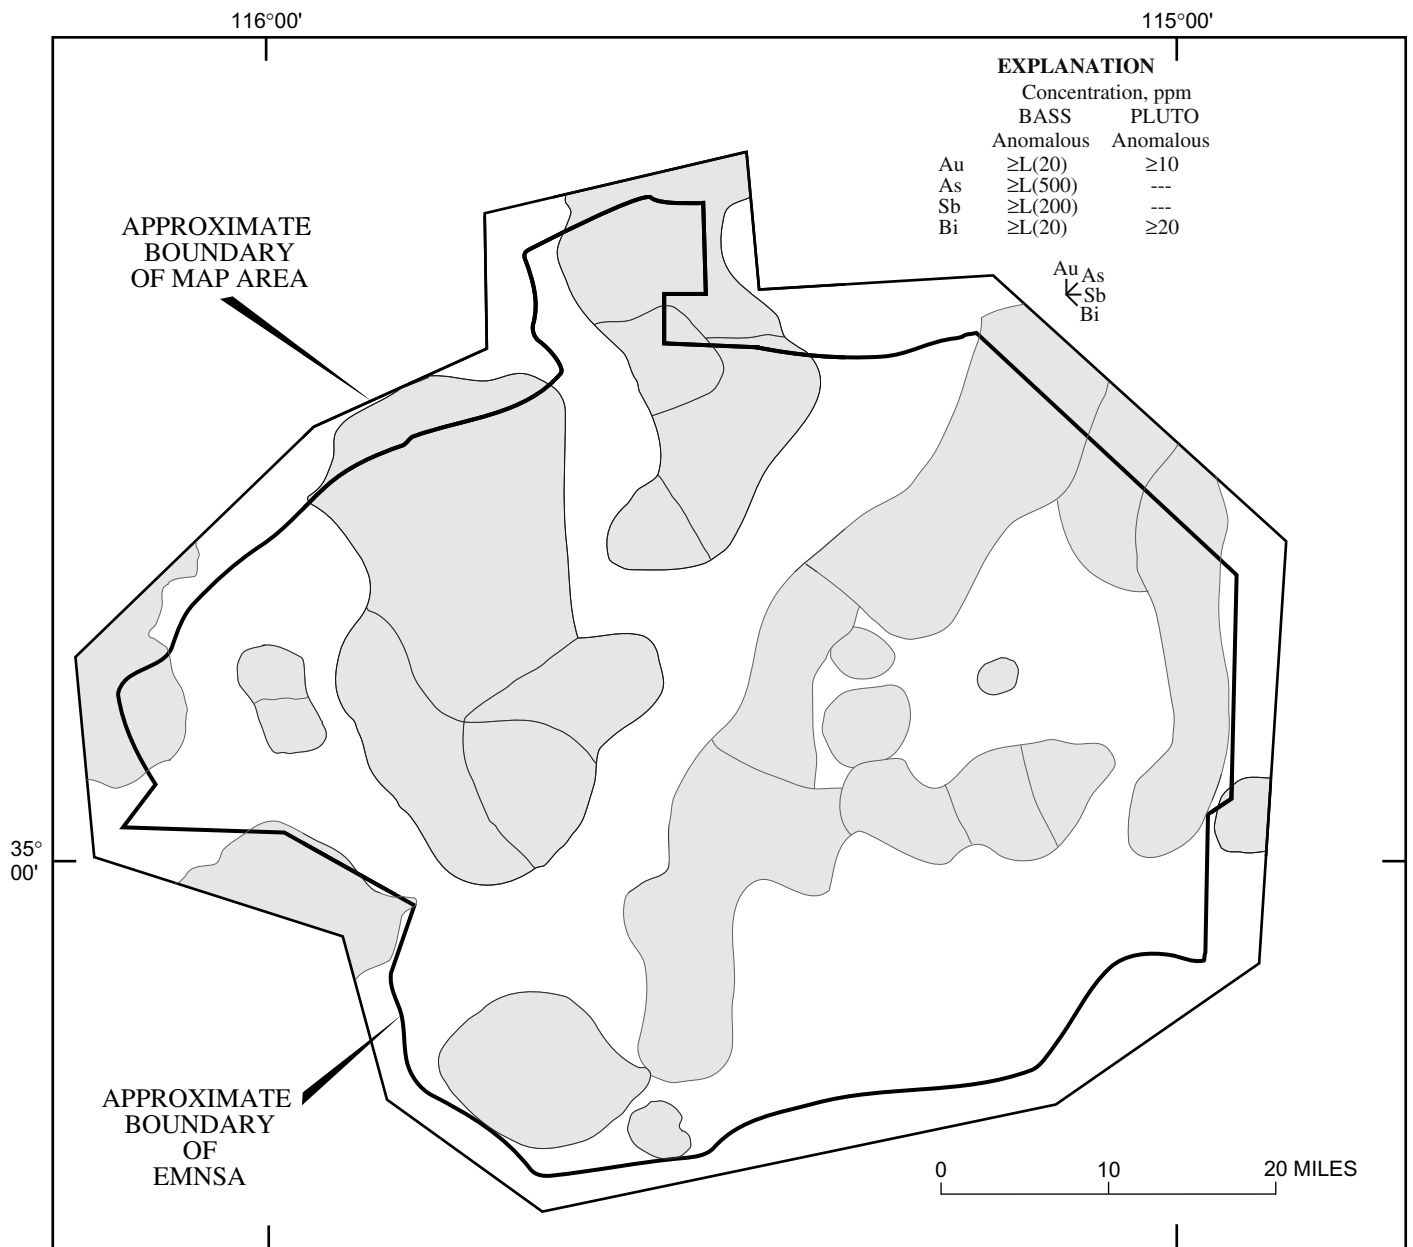 116°00'
115°00'
EXPLANATION
Concentration, ppm
BASS PLUTO
Anomalous Anomalous
Au ≥L(20) ≥10
As ≥L(500) ---
Sb ≥L(200) ---
Bi ≥L(20) ≥20
Au As
Sb
Bi
APPROXIMATE
BOUNDARY
OF MAP AREA
35°
00'
APPROXIMATE
BOUNDARY
OF
EMNSA
0 10 20 MILES